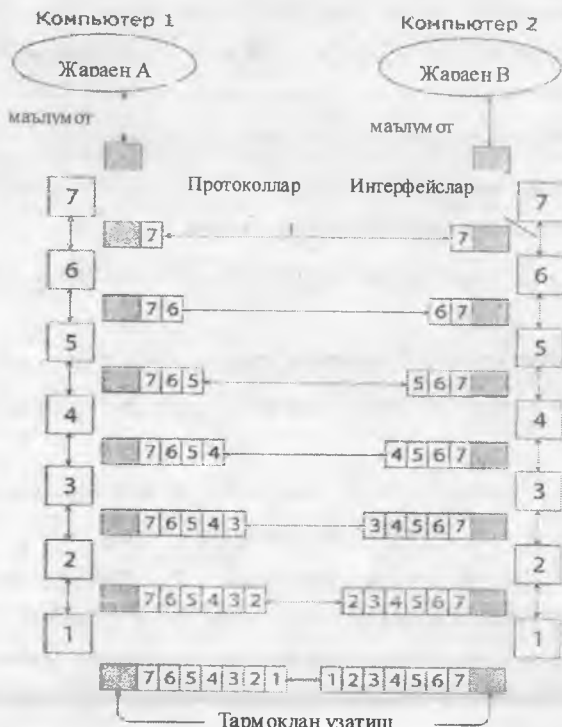 Компьютер 1
Компьютер 2
Жараен А
Жараен В
маълумот
маълумот
Протоколлар
Интерфейслар
7
7
7
7
6
6
7 6
6 7
5
5
7 6 5
5 6 7
4
4
7 6 5 4
4 5 6 7
3
3
7 6 5 4 3
3 4 5 6 7
2
2
7 6 5 4 3 2
2 3 4 5 6 7
1
1
7 6 5 4 3 2 1
1 2 3 4 5 6 7
Тармоқдан узатиш